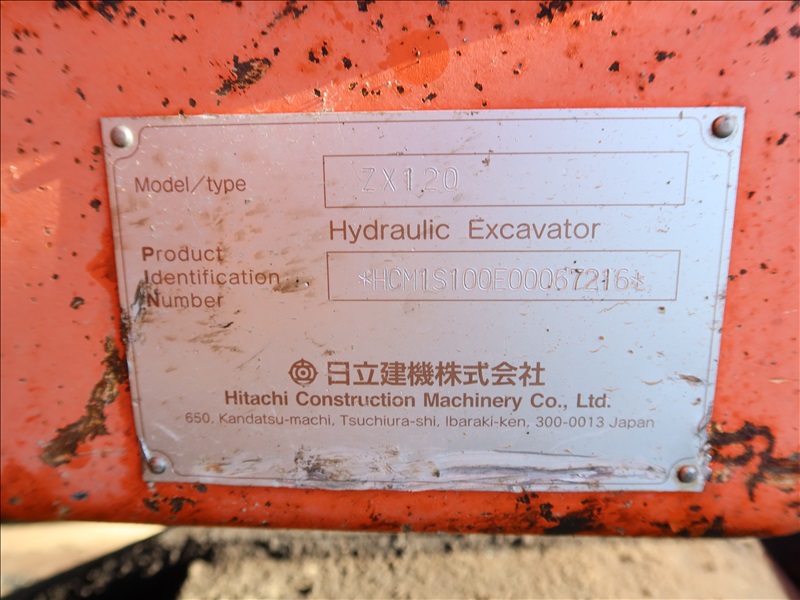 Model/type ZX120
Hydraulic Excavator
Product
Identification
Number
*HCM1S100E00067216*
日立建機株式会社
Hitachi Construction Machinery Co., Ltd.
650, Kandatsu-machi, Tsuchiura-shi, Ibaraki-ken, 300-0013 Japan